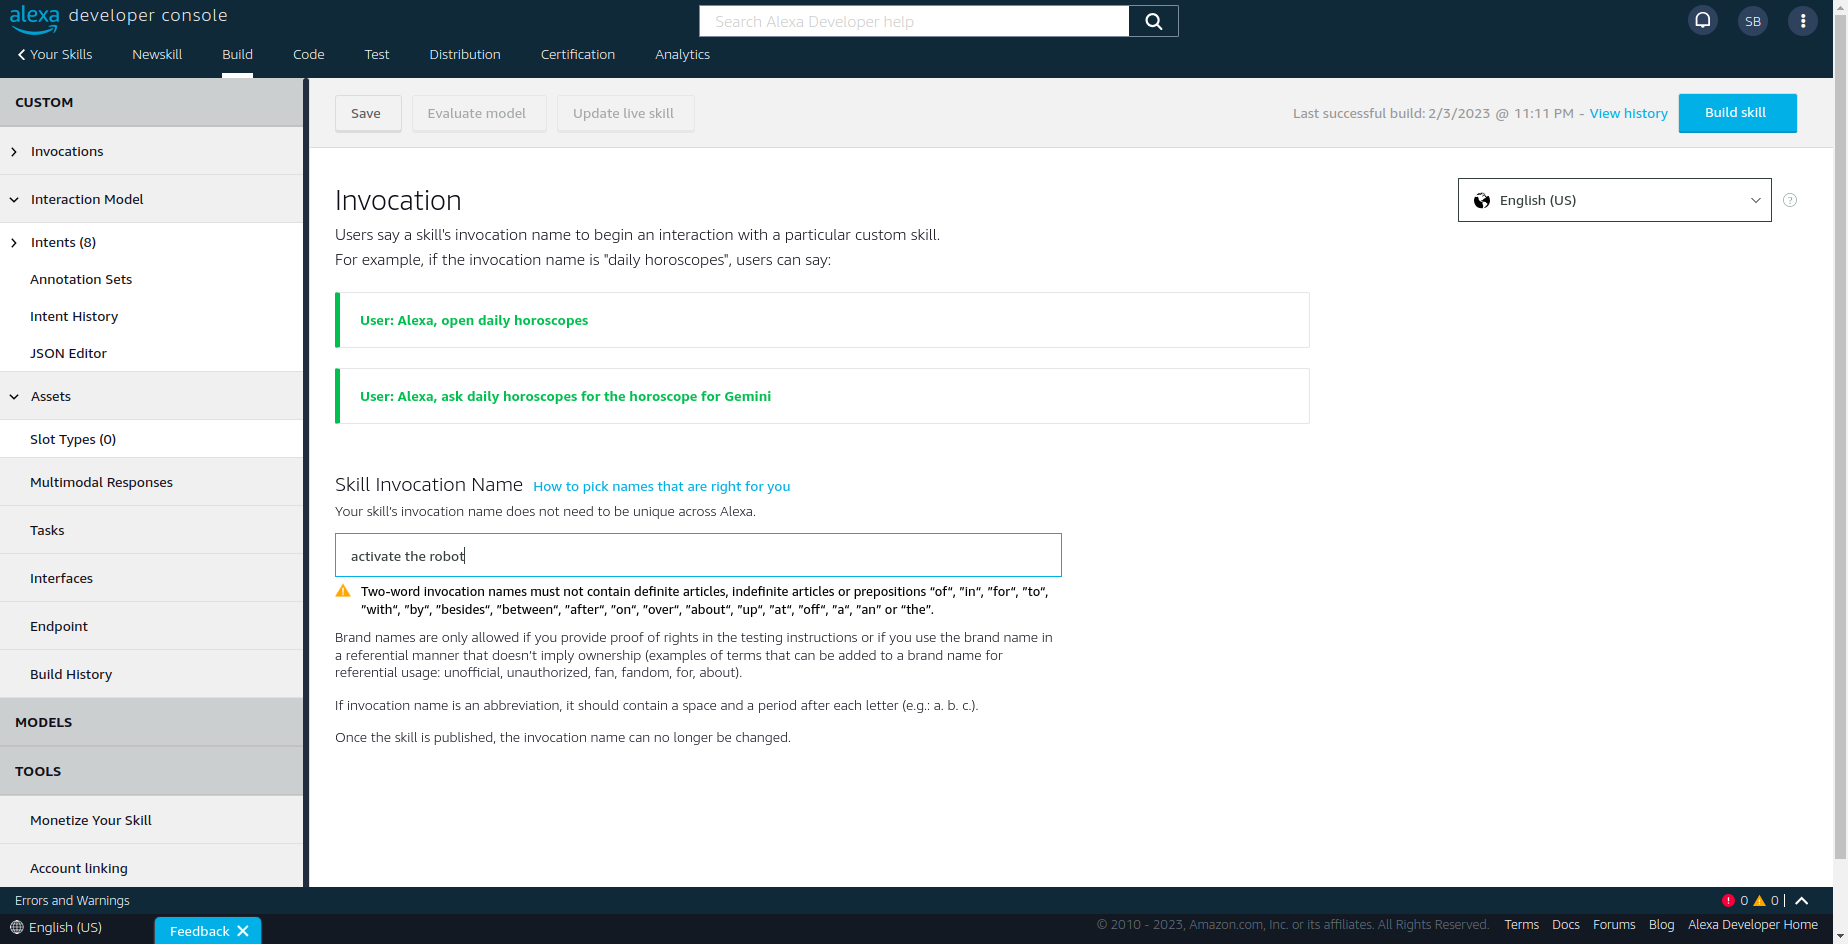 alexa developer console
Search Alexa Developer help
SB
Your Skills Newskill Build Code Test Distribution Certification Analytics
CUSTOM
Invocations
Interaction Model
Intents (8)
Annotation Sets
Intent History
JSON Editor
Assets
Slot Types (0)
Multimodal Responses
Tasks
Interfaces
Endpoint
Build History
MODELS
TOOLS
Monetize Your Skill
Account linking
Save Evaluate model Update live skill
Last successful build: 2/3/2023 @ 11:11 PM - View history
Build skill
Invocation
English (US)
?
Users say a skill's invocation name to begin an interaction with a particular custom skill.
For example, if the invocation name is "daily horoscopes", users can say:
User: Alexa, open daily horoscopes
User: Alexa, ask daily horoscopes for the horoscope for Gemini
Skill Invocation Name How to pick names that are right for you
Your skill’s invocation name does not need to be unique across Alexa.
activate the robot
Two-word invocation names must not contain definite articles, indefinite articles or prepositions “of“, ”in“, ”for“, ”to“,
”with“, ”by“, ”besides“, ”between“, ”after“, ”on“, ”over“, ”about“, ”up“, ”at“, ”off“, ”a“, ”an” or “the”.
Brand names are only allowed if you provide proof of rights in the testing instructions or if you use the brand name in
a referential manner that doesn’t imply ownership (examples of terms that can be added to a brand name for
referential usage: unofficial, unauthorized, fan, fandom, for, about).
If invocation name is an abbreviation, it should contain a space and a period after each letter (e.g.: a. b. c.).
Once the skill is published, the invocation name can no longer be changed.
Errors and Warnings
0 0
English (US)
Feedback
© 2010 - 2023, Amazon.com, Inc. or its affiliates. All Rights Reserved. Terms Docs Forums Blog Alexa Developer Home